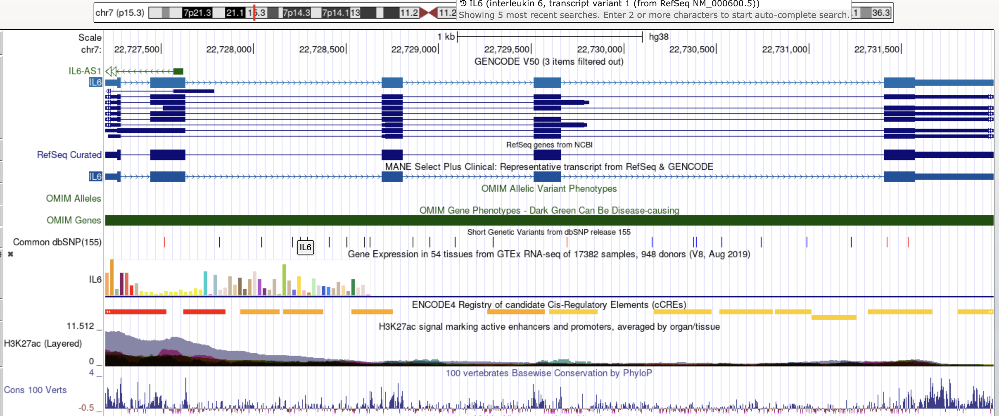 IL6 (interleukin 6, transcript variant 1 (from RefSeq NM_000600.5))
Showing 5 most recent searches. Enter 2 or more characters to start auto-complete search.
chr7 (p15.3) 7p21.3 21.1 15.3 7p14.3 7p14.1 13 11.2 11.2 .1 36.3
Scale 1 kb hg38
chr7: 22,727,500 22,728,000 22,728,500 22,729,000 22,729,500 22,730,000 22,730,500 22,731,000 22,731,500
GENCODE V50 (3 items filtered out)
IL6-AS1
IL6
RefSeq genes from NCBI
RefSeq Curated
MANE Select Plus Clinical: Representative transcript from RefSeq & GENCODE
IL6
OMIM Allelic Variant Phenotypes
OMIM Alleles
OMIM Gene Phenotypes - Dark Green Can Be Disease-causing
OMIM Genes
Short Genetic Variants from dbSNP release 155
Common dbSNP(155)
IL6
Gene Expression in 54 tissues from GTEx RNA-seq of 17382 samples, 948 donors (V8, Aug 2019)
IL6
ENCODE4 Registry of candidate Cis-Regulatory Elements (cCREs)
H3K27ac signal marking active enhancers and promoters, averaged by organ/tissue
11.512 _
H3K27ac (Layered)
0 _
4 _
100 vertebrates Basewise Conservation by PhyloP
Cons 100 Verts
-0.5 _